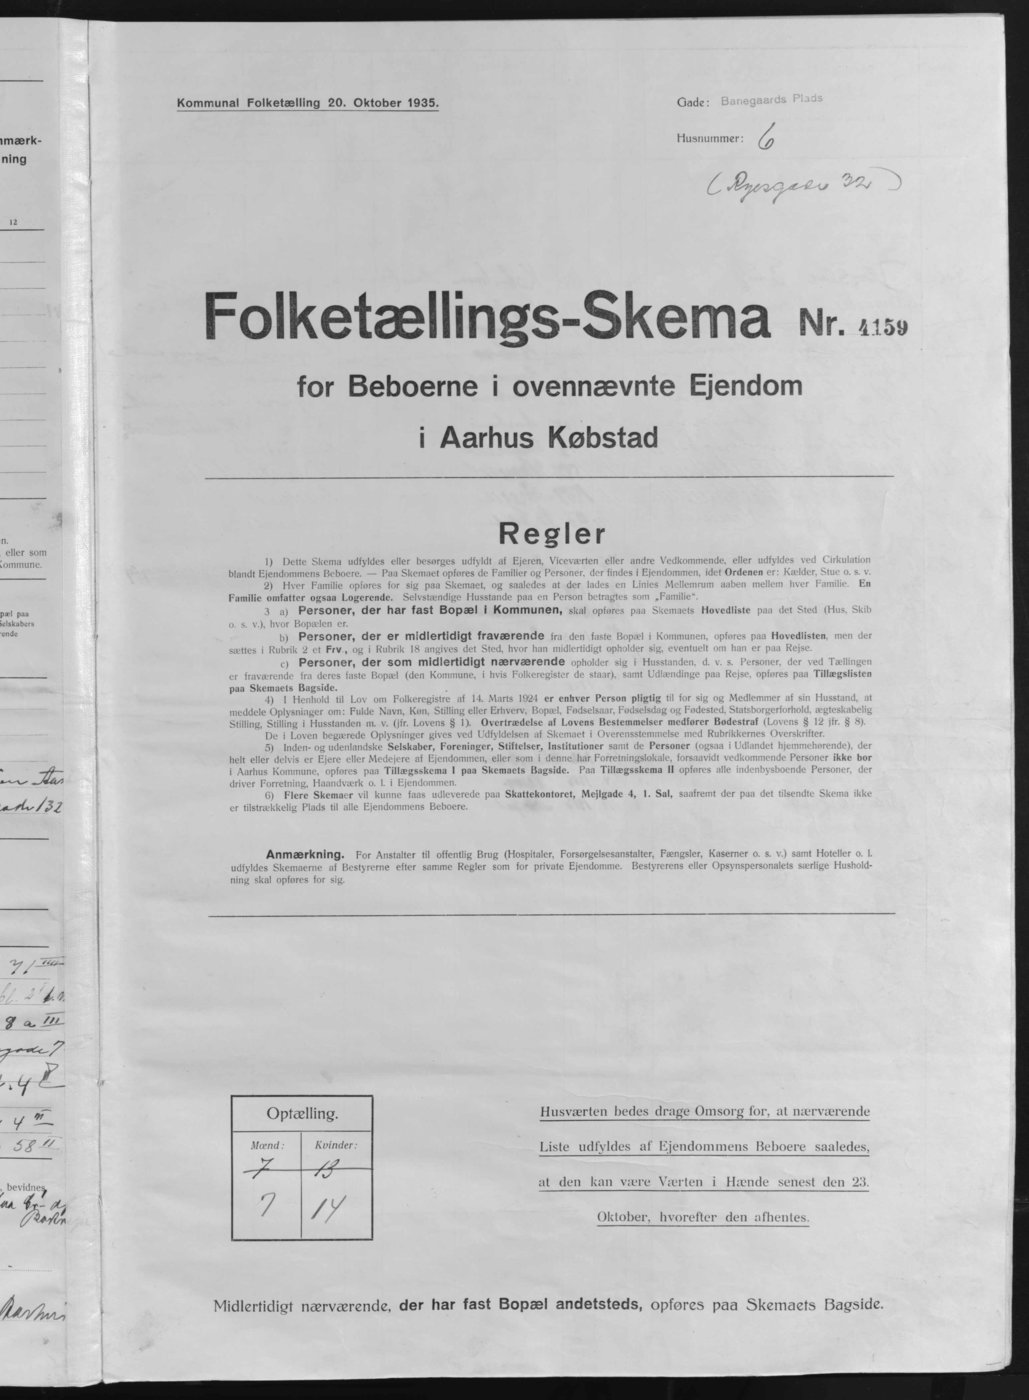 Kommunal Folketælling 20. Oktober 1935.
Gade: Banegaards Plads
Husnummer: 6
(Ryesgade 32)
Folketællings-Skema Nr. 4159
for Beboerne i ovennævnte Ejendom
i Aarhus Købstad
Regler
1) Dette Skema udfyldes eller besørges udfyldt af Ejeren, Viceværten eller andre Vedkommende, eller udfyldes ved Cirkulation
blandt Ejendommens Beboere. — Paa Skemaet opføres de Familier og Personer, der findes i Ejendommen, idet Ordenen er: Kælder, Stue o. s. v.
2) Hver Familie opføres for sig paa Skemaet, og saaledes at der lades en Linies Mellemrum aaben mellem hver Familie. En
Familie omfatter ogsaa Logerende. Selvstændige Husstande paa en Person betragtes som „Familie".
3 a) Personer, der har fast Bopæl i Kommunen, skal opføres paa Skemaets Hovedliste paa det Sted (Hus, Skib
o. s. v.), hvor Bopælen er.
b) Personer, der er midlertidigt fraværende fra den faste Bopæl i Kommunen, opføres paa Hovedlisten, men der
sættes i Rubrik 2 et Frv., og i Rubrik 18 angives det Sted, hvor han midlertidigt opholder sig, eventuelt om han er paa Rejse.
c) Personer, der som midlertidigt nærværende opholder sig i Husstanden, d. v. s. Personer, der ved Tællingen
er fraværende fra deres faste Bopæl (den Kommune, i hvis Folkeregister de staar), samt Udlændinge paa Rejse, opføres paa Tillægslisten
paa Skemaets Bagside.
4) I Henhold til Lov om Folkeregistre af 14. Marts 1924 er enhver Person pligtig til for sig og Medlemmer af sin Husstand, at
meddele Oplysninger om: Fulde Navn, Køn, Stilling eller Erhverv, Bopæl, Fødselsaar, Fødselsdag og Fødested, Statsborgerforhold, ægteskabelig
Stilling, Stilling i Husstanden m. v. (jfr. Lovens § 1). Overtrædelse af Lovens Bestemmelser medfører Bødestraf (Lovens § 12 jfr. § 8).
De i Loven begærede Oplysninger gives ved Udfyldelsen af Skemaet i Overensstemmelse med Rubrikkernes Overskrifter.
5) Inden- og udenlandske Selskaber, Foreninger, Stiftelser, Institutioner samt de Personer (ogsaa i Udlandet hjemmehørende), der
helt eller delvis er Ejere eller Medejere af Ejendommen, eller som i denne har Forretningslokale, forsaavidt vedkommende Personer ikke bor
i Aarhus Kommune, opføres paa Tillægsskema I paa Skemaets Bagside. Paa Tillægsskema II opføres alle indenbysboende Personer, der
driver Forretning, Haandværk o. l. i Ejendommen.
6) Flere Skemaer vil kunne faas udleverede paa Skattekontoret, Mejlgade 4, 1. Sal, saafremt der paa det tilsendte Skema ikke
er tilstrækkelig Plads til alle Ejendommens Beboere.
Anmærkning. For Anstalter til offentlig Brug (Hospitaler, Forsørgelsesanstalter, Fængsler, Kaserner o. s. v.) samt Hoteller o. l.
udfyldes Skemaerne af Bestyrerne efter samme Regler som for private Ejendomme. Bestyrerens eller Opsynspersonalets særlige Hushold-
ning skal opføres for sig.
Optælling.
Mænd: Kvinder:
7 13
7 14
Husværten bedes drage Omsorg for, at nærværende
Liste udfyldes af Ejendommens Beboere saaledes,
at den kan være Værten i Hænde senest den 23.
Oktober, hvorefter den afhentes.
Midlertidigt nærværende, der har fast Bopæl andetsteds, opføres paa Skemaets Bagside.